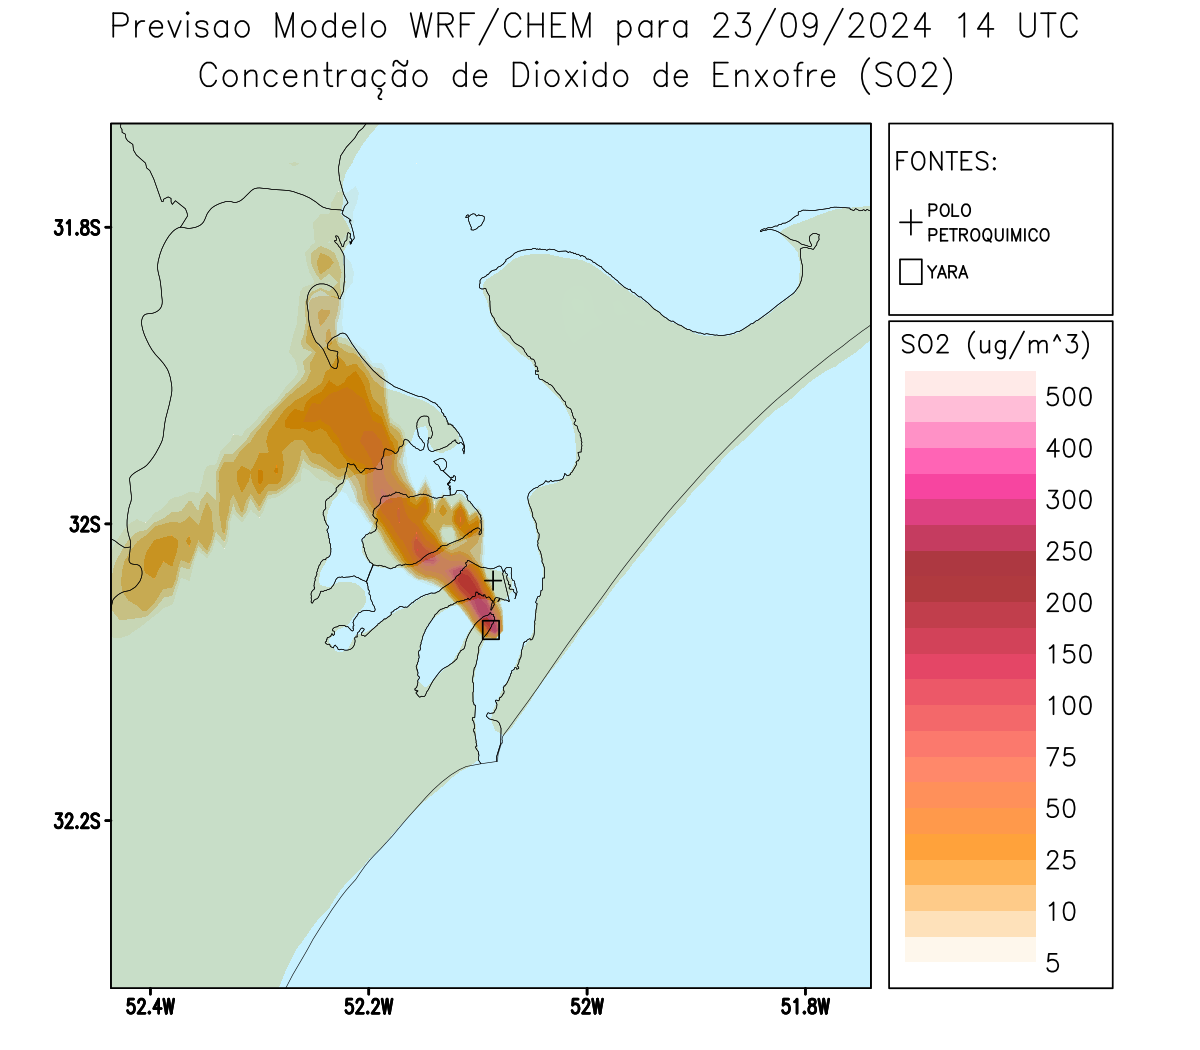 Previsao Modelo WRF/CHEM para 23/09/2024 14 UTC
Concentração de Dioxido de Enxofre (SO2)
FONTES:
POLO
PETROQUIMICO
YARA
SO2 (ug/m^3)
500
400
300
250
200
150
100
75
50
25
10
5
31.8S
32S
32.2S
52.4W
52.2W
52W
51.8W